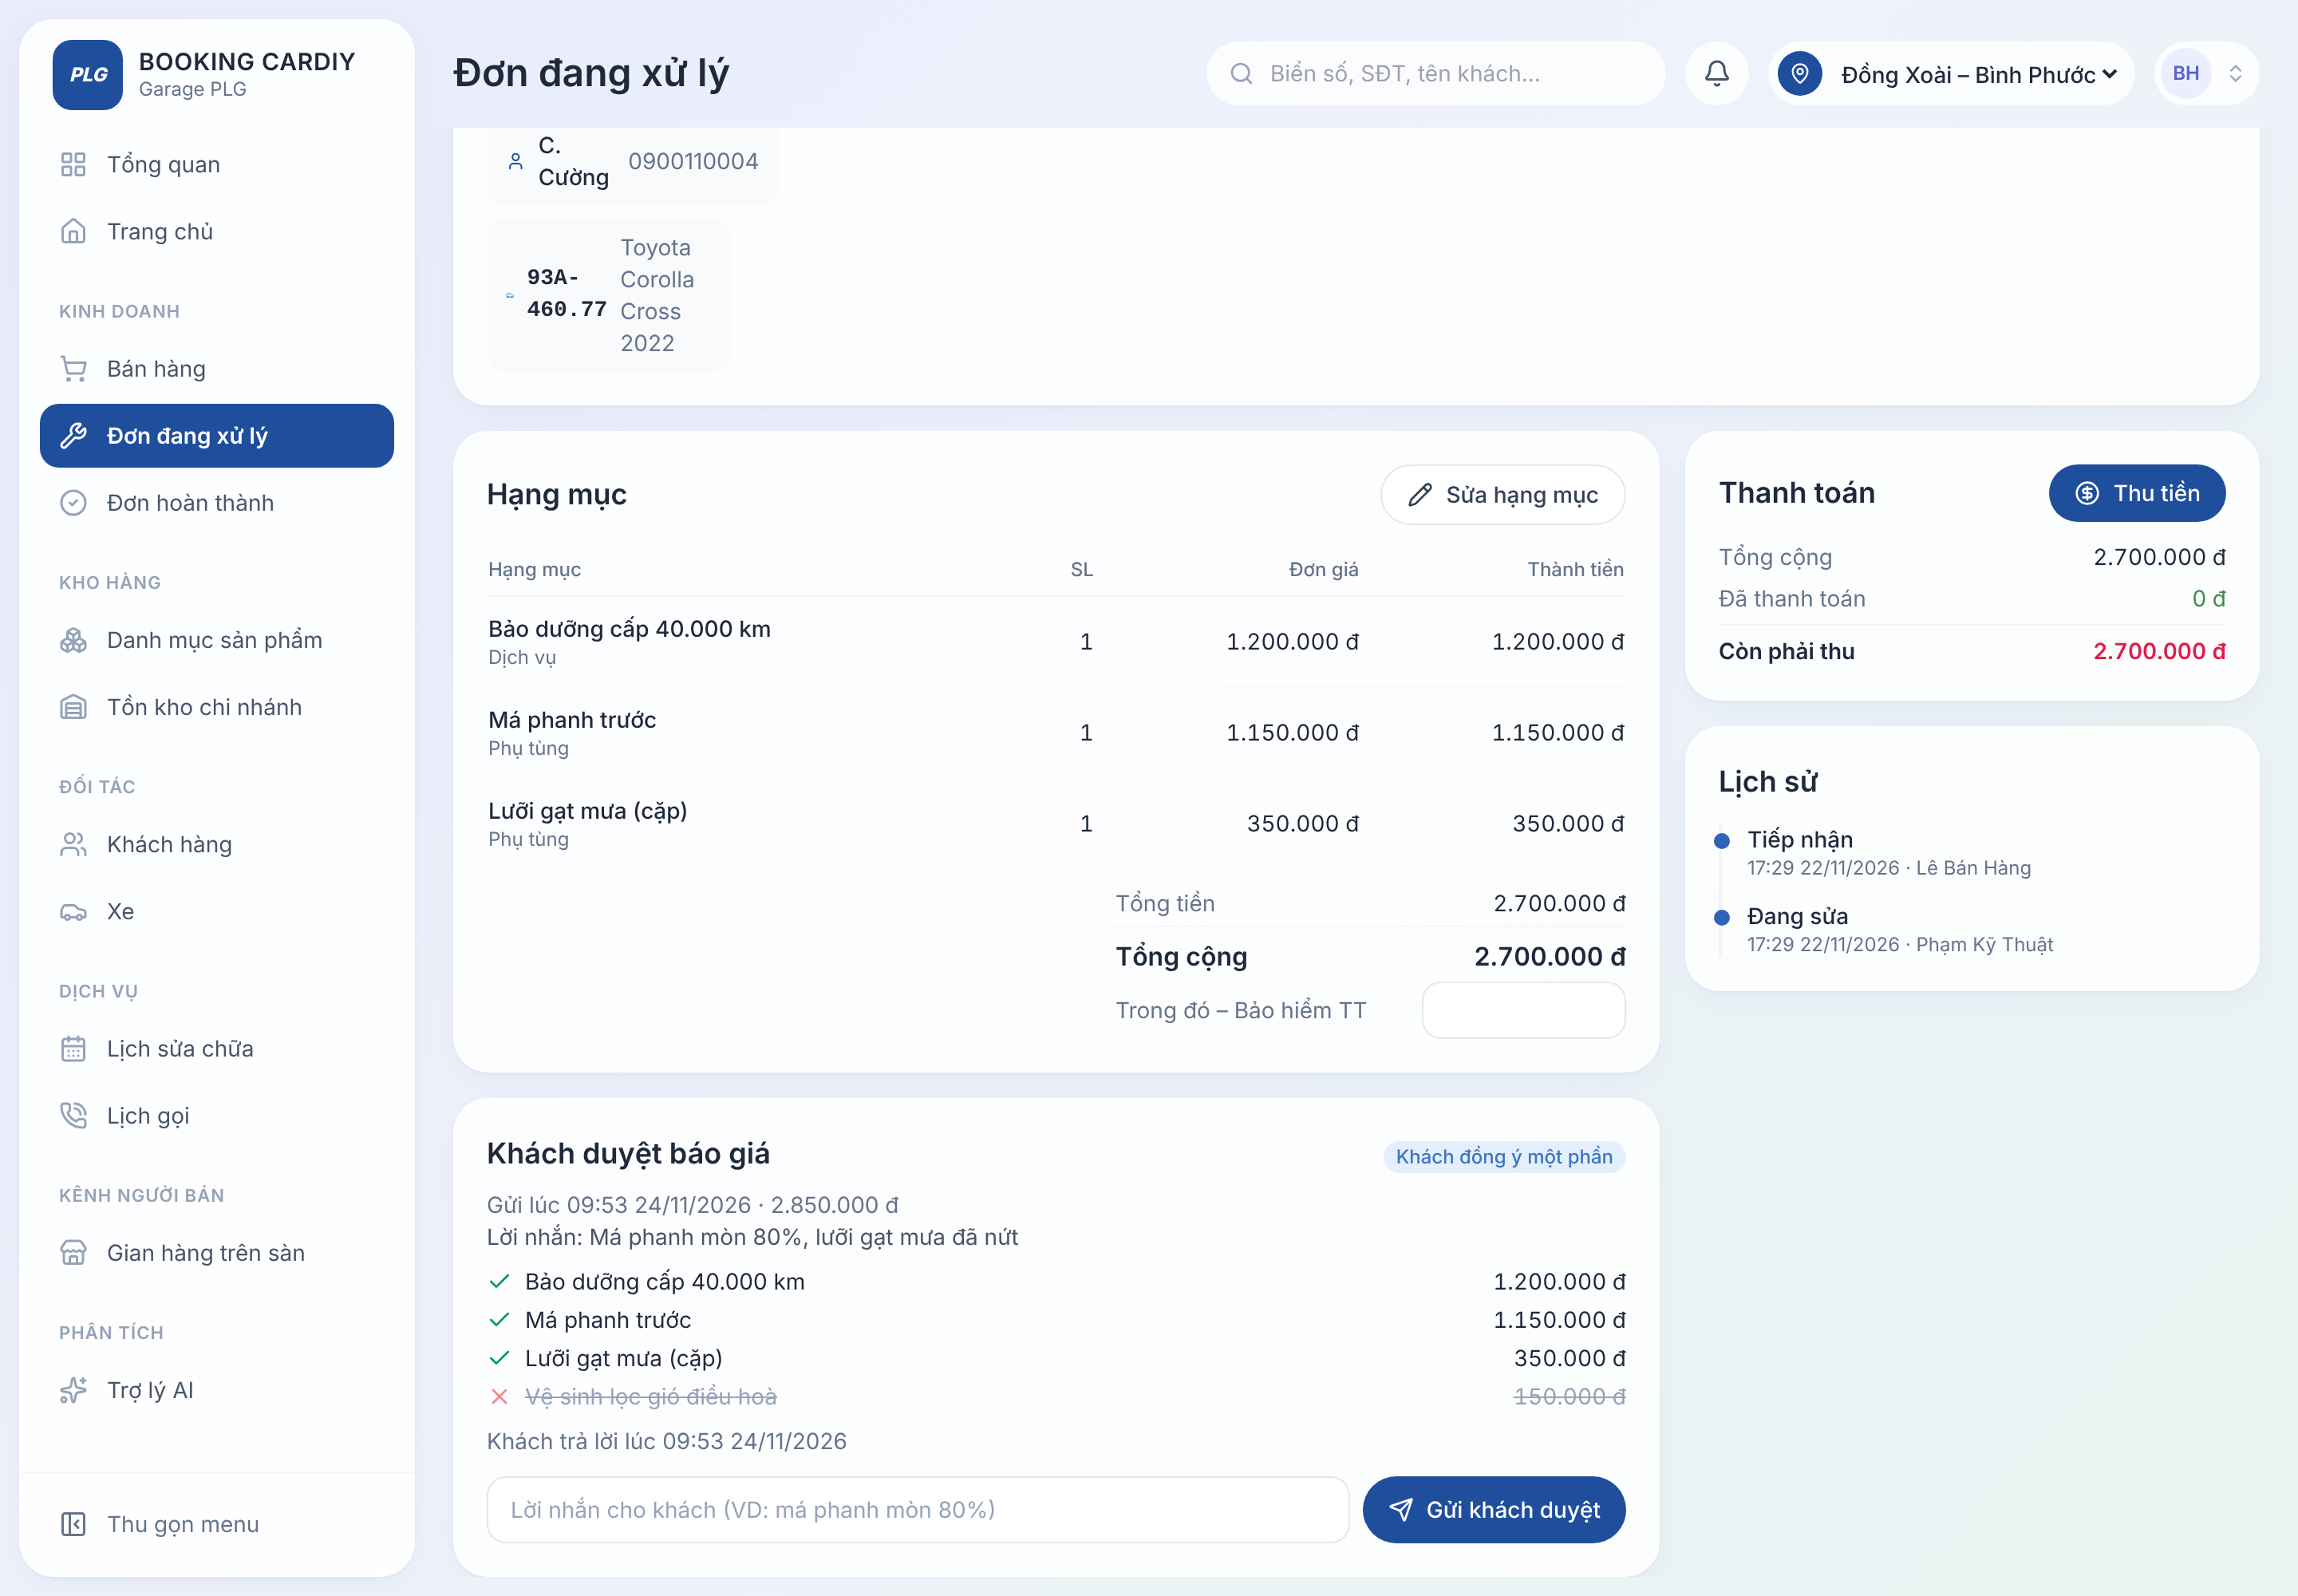 PLG
BOOKING CARDIY
Garage PLG
Tổng quan
Trang chủ
KINH DOANH
Bán hàng
Đơn đang xử lý
Đơn hoàn thành
KHO HÀNG
Danh mục sản phẩm
Tồn kho chi nhánh
ĐỐI TÁC
Khách hàng
Xe
DỊCH VỤ
Lịch sửa chữa
Lịch gọi
KÊNH NGƯỜI BÁN
Gian hàng trên sàn
PHÂN TÍCH
Trợ lý AI
Thu gọn menu
Đơn đang xử lý
Biển số, SĐT, tên khách...
Đồng Xoài – Bình Phước
BH
C.
Cường
0900110004
93A-
460.77
Toyota
Corolla
Cross
2022
Hạng mục
Sửa hạng mục
Hạng mục SL Đơn giá Thành tiền
Bảo dưỡng cấp 40.000 km
Dịch vụ
1 1.200.000 đ 1.200.000 đ
Má phanh trước
Phụ tùng
1 1.150.000 đ 1.150.000 đ
Lưỡi gạt mưa (cặp)
Phụ tùng
1 350.000 đ 350.000 đ
Tổng tiền 2.700.000 đ
Tổng cộng 2.700.000 đ
Trong đó – Bảo hiểm TT
Khách duyệt báo giá
Khách đồng ý một phần
Gửi lúc 09:53 24/11/2026 · 2.850.000 đ
Lời nhắn: Má phanh mòn 80%, lưỡi gạt mưa đã nứt
Bảo dưỡng cấp 40.000 km 1.200.000 đ
Má phanh trước 1.150.000 đ
Lưỡi gạt mưa (cặp) 350.000 đ
Vệ sinh lọc gió điều hoà 150.000 đ
Khách trả lời lúc 09:53 24/11/2026
Lời nhắn cho khách (VD: má phanh mòn 80%)
Gửi khách duyệt
Thanh toán
Thu tiền
Tổng cộng 2.700.000 đ
Đã thanh toán 0 đ
Còn phải thu 2.700.000 đ
Lịch sử
Tiếp nhận
17:29 22/11/2026 · Lê Bán Hàng
Đang sửa
17:29 22/11/2026 · Phạm Kỹ Thuật